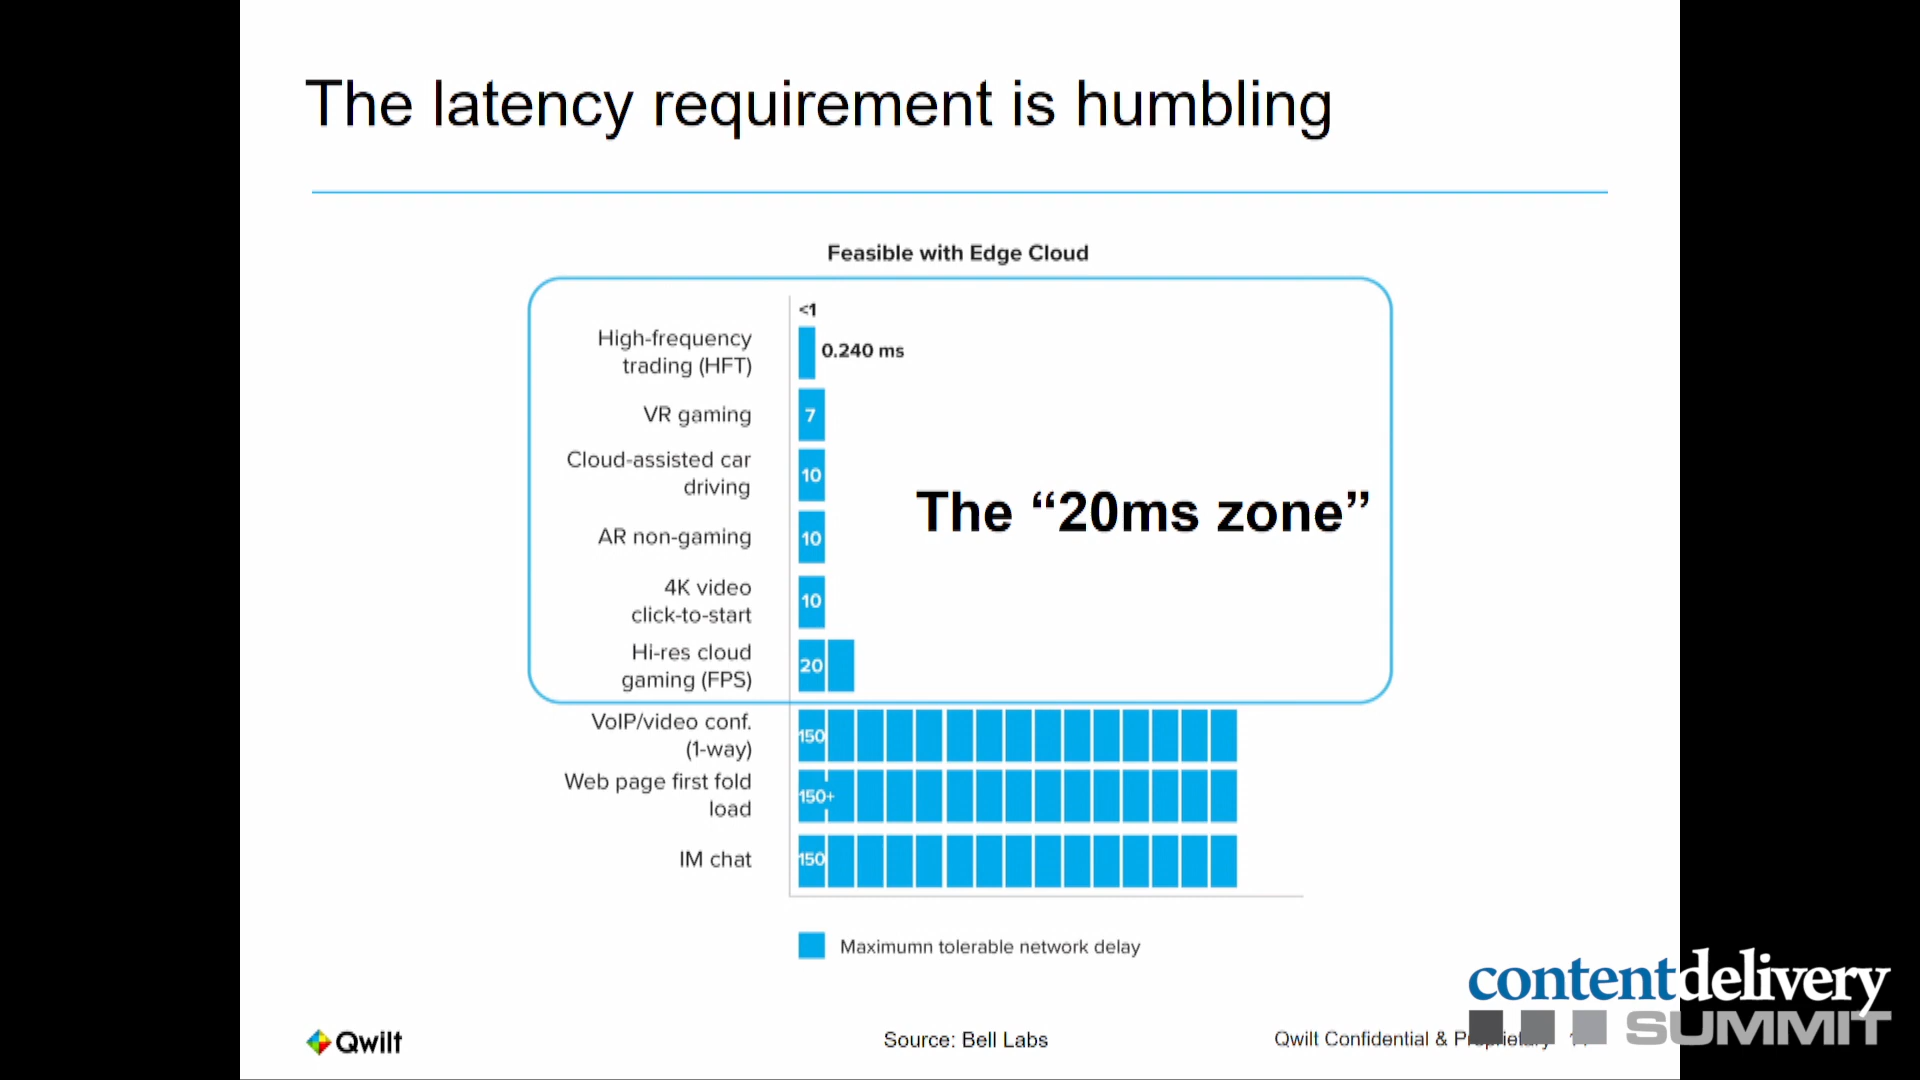 The latency requirement is humbling
Feasible with Edge Cloud
<1
High-frequency
trading (HFT)
0.240 ms
VR gaming
7
Cloud-assisted car
driving
10
The “20ms zone”
AR non-gaming
10
4K video
click-to-start
10
Hi-res cloud
gaming (FPS)
20
VoIP/video conf.
(1-way)
150
Web page first fold
load
150+
IM chat
150
Maximumn tolerable network delay
contentdelivery
SUMMIT
Qwilt
Source: Bell Labs
Qwilt Confidential & Proprietary